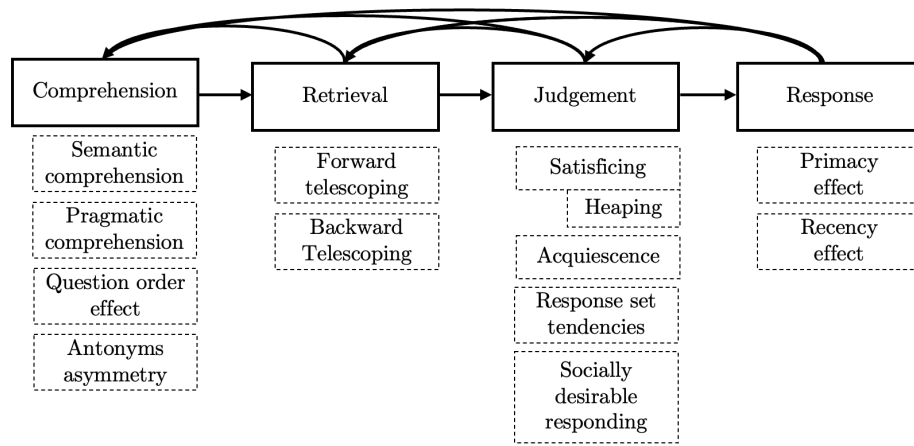 Comprehension
Retrieval
Judgement
Response
Semantic
comprehension
Pragmatic
comprehension
Question order
effect
Antonyms
asymmetry
Forward
telescoping
Backward
Telescoping
Satisficing
Heaping
Acquiescence
Response set
tendencies
Socially
desirable
responding
Primacy
effect
Recency
effect